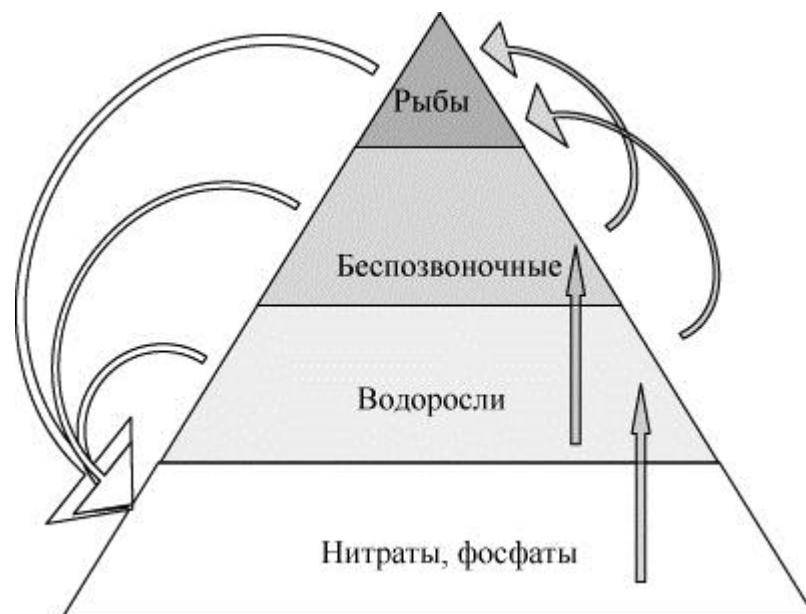 Рыбы
Беспозвоночные
Водоросли
Нитраты, фосфаты